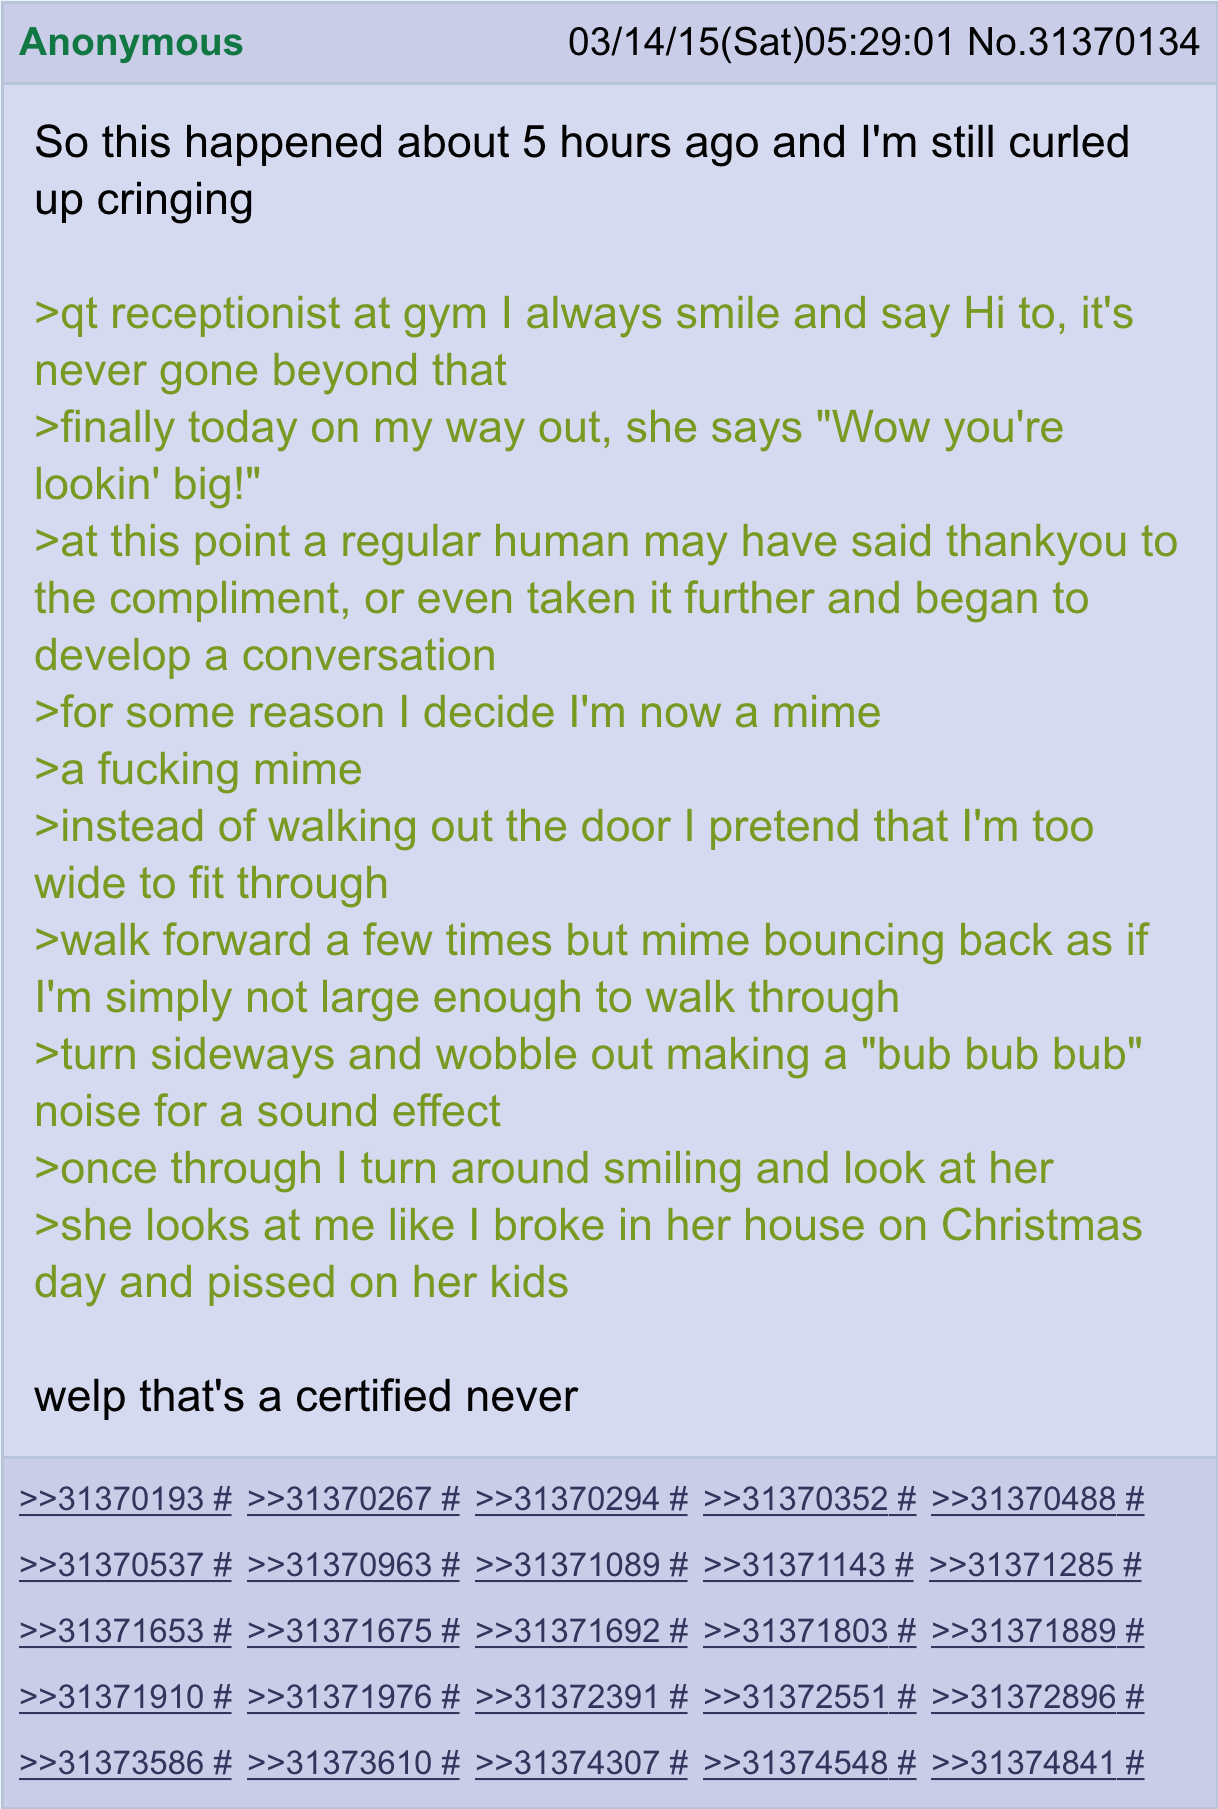 Anonymous 03/14/15(Sat)05:29:01 No.31370134
So this happened about 5 hours ago and I'm still curled
up cringing
>qt receptionist at gym I always smile and say Hi to, it's
never gone beyond that
>finally today on my way out, she says "Wow you're
lookin' big!"
>at this point a regular human may have said thankyou to
the compliment, or even taken it further and began to
develop a conversation
>for some reason I decide I'm now a mime
>a fucking mime
>instead of walking out the door I pretend that I'm too
wide to fit through
>walk forward a few times but mime bouncing back as if
I'm simply not large enough to walk through
>turn sideways and wobble out making a "bub bub bub"
noise for a sound effect
>once through I turn around smiling and look at her
>she looks at me like I broke in her house on Christmas
day and pissed on her kids
welp that's a certified never
>>31370193 # >>31370267 # >>31370294 # >>31370352 # >>31370488 #
>>31370537 # >>31370963 # >>31371089 # >>31371143 # >>31371285 #
>>31371653 # >>31371675 # >>31371692 # >>31371803 # >>31371889 #
>>31371910 # >>31371976 # >>31372391 # >>31372551 # >>31372896 #
>>31373586 # >>31373610 # >>31374307 # >>31374548 # >>31374841 #